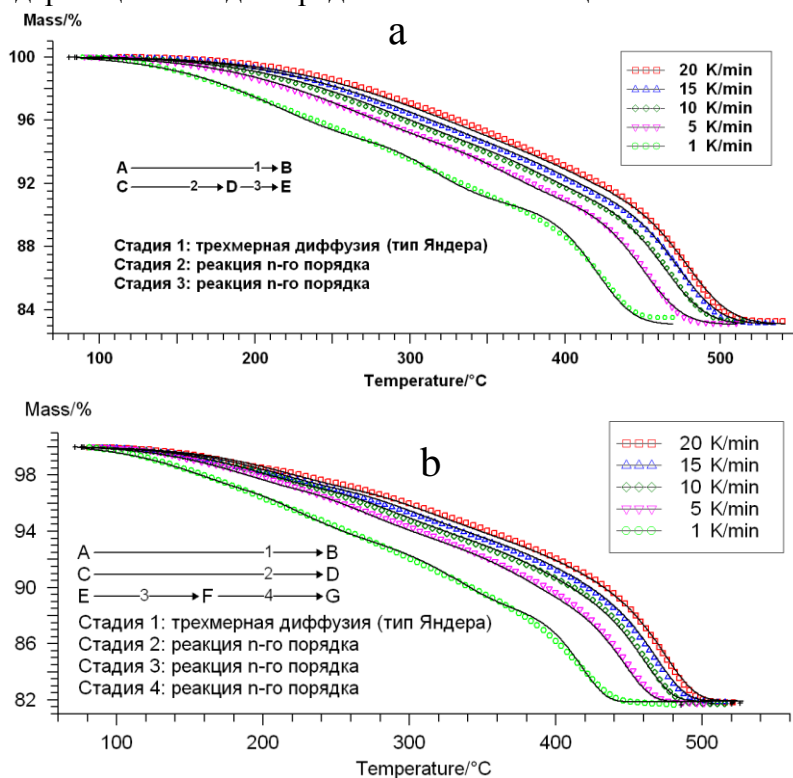 Mass/%
a
100
96
92
88
84
20 K/min
15 K/min
10 K/min
5 K/min
1 K/min
A 1 B
C 2 D 3 E
Стадия 1: трехмерная диффузия (тип Яндера)
Стадия 2: реакция n-го порядка
Стадия 3: реакция n-го порядка
100 200 300 400 500
Temperature/°C
Mass/%
b
98
94
90
86
82
20 K/min
15 K/min
10 K/min
5 K/min
1 K/min
A 1 B
C 2 D
E 3 F 4 G
Стадия 1: трехмерная диффузия (тип Яндера)
Стадия 2: реакция n-го порядка
Стадия 3: реакция n-го порядка
Стадия 4: реакция n-го порядка
100 200 300 400 500
Temperature/°C